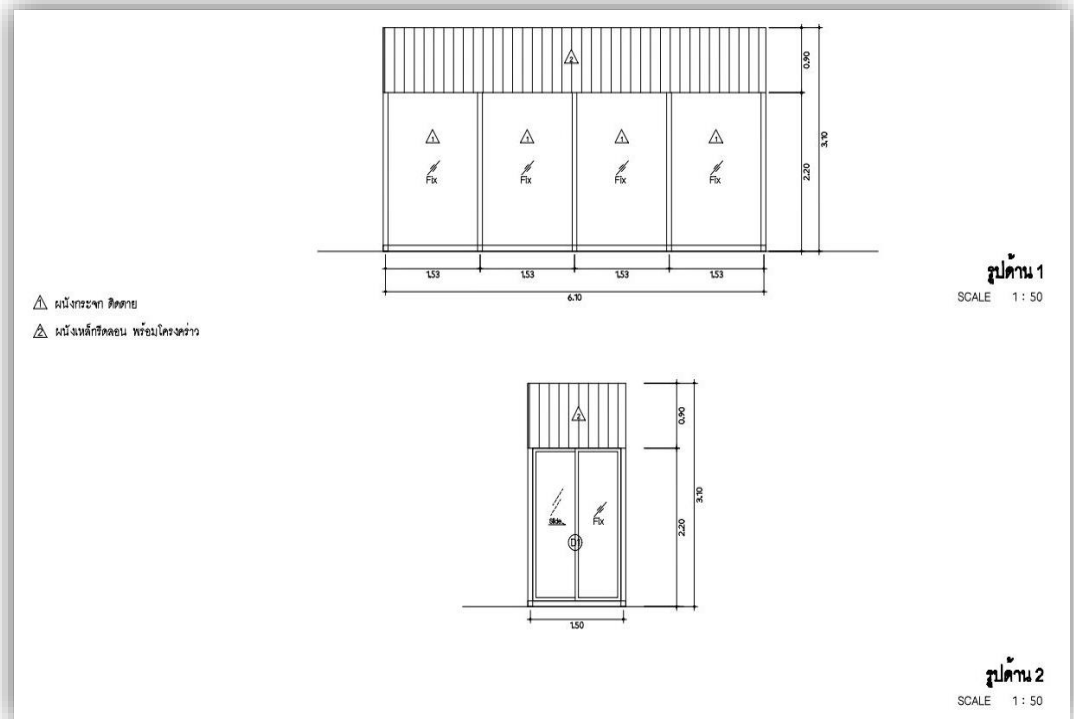 2
0.90
1
1
1
1
3.10
Fix
Fix
Fix
Fix
2.20
1.53
1.53
1.53
1.53
6.10
รูปด้าน 1
SCALE 1 : 50
1 ผนังกระจก ติดตาย
2 ผนังเหล็กรีดลอน พร้อมโครงคร่าว
2
0.90
3.10
Slide
Fix
2.20
D1
1.50
รูปด้าน 2
SCALE 1 : 50